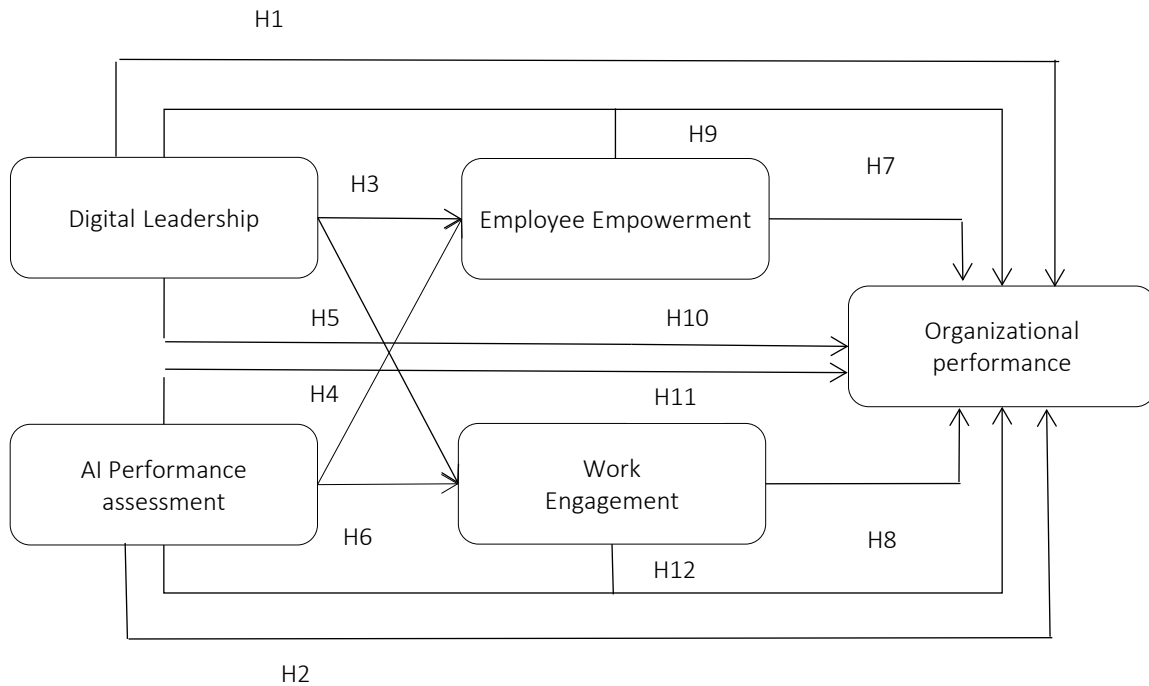 H1
H9
H7
H3
Digital Leadership
Employee Empowerment
H5
H10
Organizational
performance
H4
H11
AI Performance
assessment
Work
Engagement
H6
H8
H12
H2